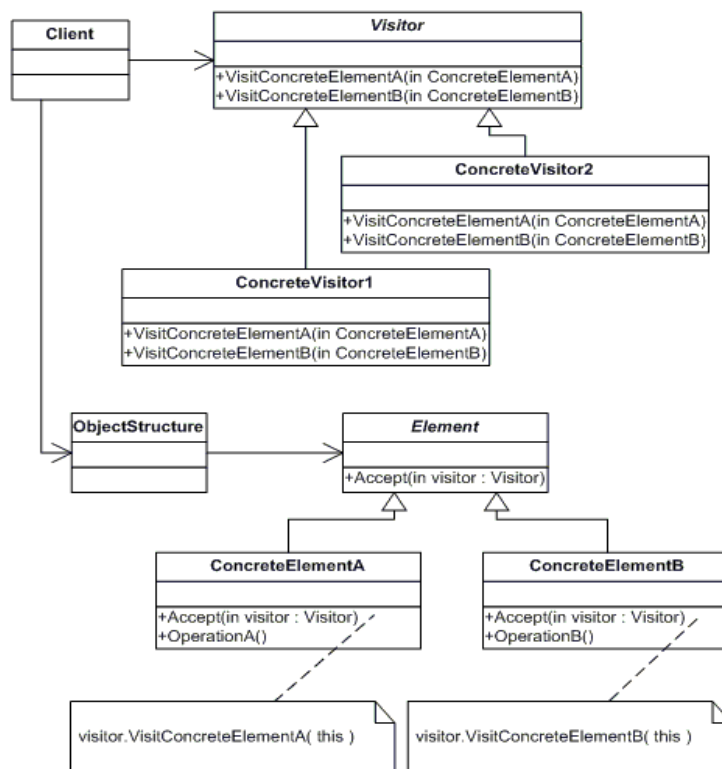 Client
Visitor
+VisitConcreteElementA(in ConcreteElementA)
+VisitConcreteElementB(in ConcreteElementB)
ConcreteVisitor2
+VisitConcreteElementA(in ConcreteElementA)
+VisitConcreteElementB(in ConcreteElementB)
ConcreteVisitor1
+VisitConcreteElementA(in ConcreteElementA)
+VisitConcreteElementB(in ConcreteElementB)
ObjectStructure
Element
+Accept(in visitor : Visitor)
ConcreteElementA
+Accept(in visitor : Visitor)
+OperationA()
ConcreteElementB
+Accept(in visitor : Visitor)
+OperationB()
visitor.VisitConcreteElementA( this )
visitor.VisitConcreteElementB( this )